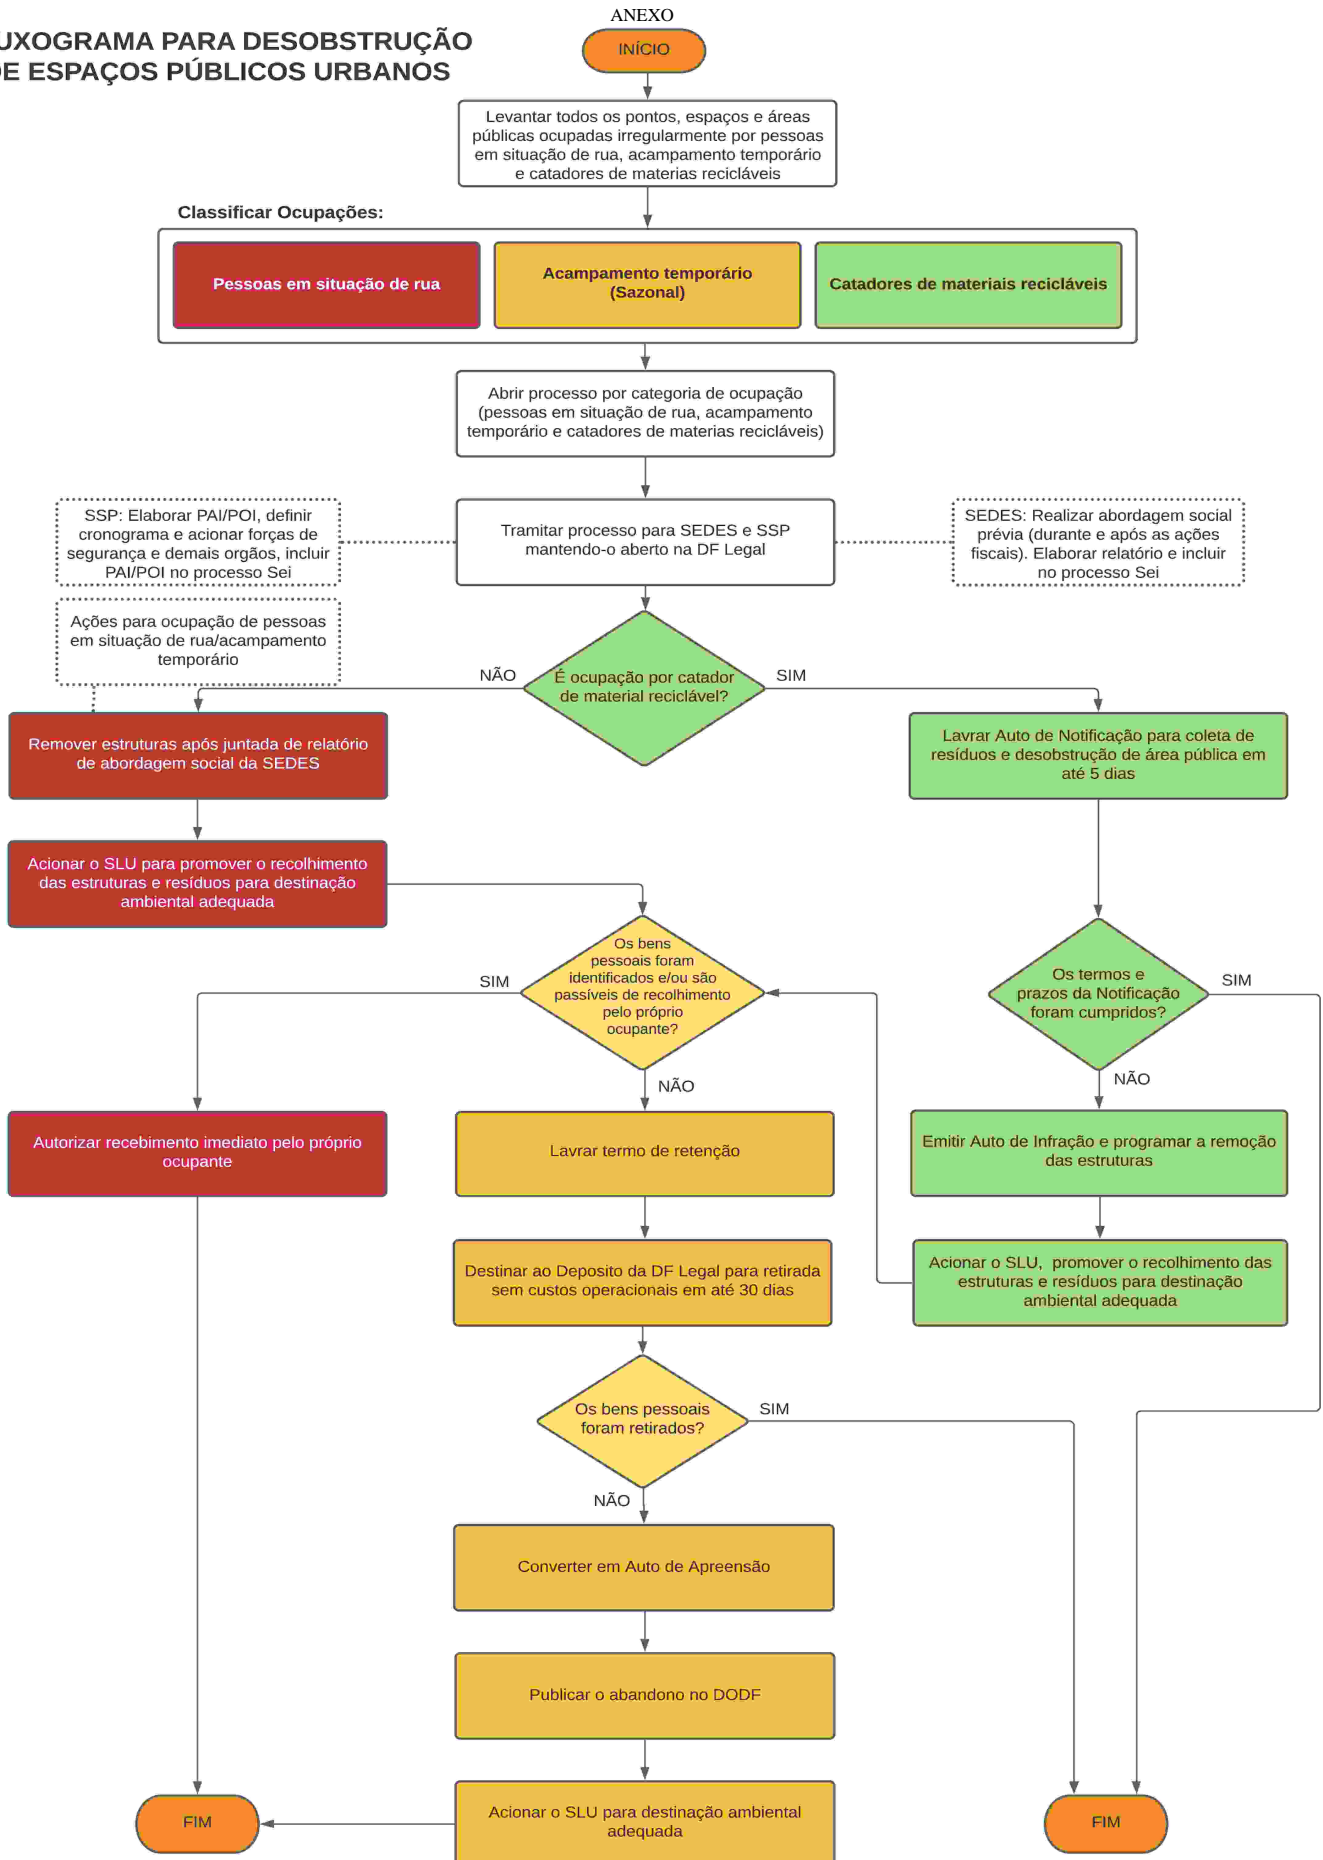 ANEXO
UXOGRAMA PARA DESOBSTRUÇÃO
DE ESPAÇOS PÚBLICOS URBANOS
INÍCIO
Levantar todos os pontos, espaços e áreas
públicas ocupadas irregularmente por pessoas
em situação de rua, acampamento temporário
e catadores de materias recicláveis
Classificar Ocupações:
Pessoas em situação de rua
Acampamento temporário
(Sazonal)
Catadores de materiais recicláveis
Abrir processo por categoria de ocupação
(pessoas em situação de rua, acampamento
temporário e catadores de materias recicláveis)
SSP: Elaborar PAI/POI, definir
cronograma e acionar forças de
segurança e demais orgãos, incluir
PAI/POI no processo Sei
Tramitar processo para SEDES e SSP
mantendo-o aberto na DF Legal
SEDES: Realizar abordagem social
prévia (durante e após as ações
fiscais). Elaborar relatório e incluir
no processo Sei
Ações para ocupação de pessoas
em situação de rua/acampamento
temporário
NÃO
É ocupação por catador
de material reciclável?
SIM
Remover estruturas após juntada de relatório
de abordagem social da SEDES
Lavrar Auto de Notificação para coleta de
resíduos e desobstrução de área pública em
até 5 dias
Acionar o SLU para promover o recolhimento
das estruturas e resíduos para destinação
ambiental adequada
SIM
Os bens
pessoais foram
identificados e/ou são
passíveis de recolhimento
pelo próprio
ocupante?
NÃO
Os termos e
prazos da Notificação
foram cumpridos?
SIM
NÃO
Autorizar recebimento imediato pelo próprio
ocupante
Lavrar termo de retenção
Emitir Auto de Infração e programar a remoção
das estruturas
Destinar ao Deposito da DF Legal para retirada
sem custos operacionais em até 30 dias
Acionar o SLU,  promover o recolhimento das
estruturas e resíduos para destinação
ambiental adequada
Os bens pessoais
foram retirados?
SIM
NÃO
Converter em Auto de Apreensão
Publicar o abandono no DODF
FIM
Acionar o SLU para destinação ambiental
adequada
FIM